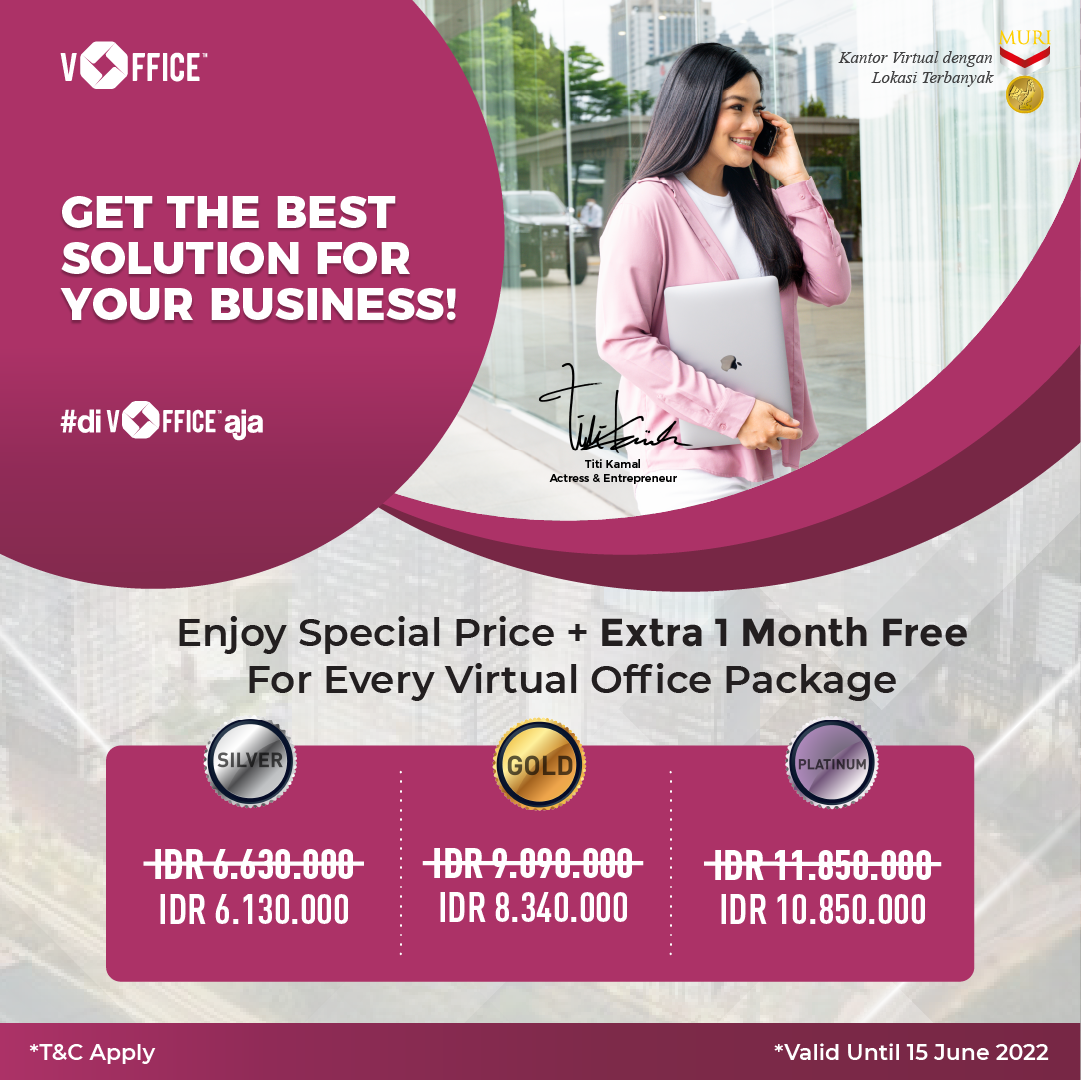 VOFFICE™
MURI
Kantor Virtual dengan
Lokasi Terbanyak
GET THE BEST
SOLUTION FOR
YOUR BUSINESS!
#di VOFFICE™ aja
Titi Kamal
Titi Kamal
Actress & Entrepreneur
Enjoy Special Price + Extra 1 Month Free
For Every Virtual Office Package
SILVER
GOLD
PLATINUM
IDR 6.630.000
IDR 9.090.000
IDR 11.850.000
IDR 6.130.000
IDR 8.340.000
IDR 10.850.000
*T&C Apply
*Valid Until 15 June 2022